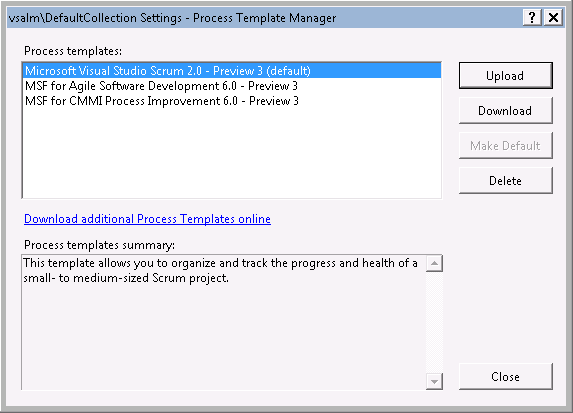 vsalm\DefaultCollection Settings - Process Template Manager
Process templates:
Microsoft Visual Studio Scrum 2.0 - Preview 3 (default)
MSF for Agile Software Development 6.0 - Preview 3
MSF for CMMI Process Improvement 6.0 - Preview 3
Upload
Download
Make Default
Delete
Download additional Process Templates online
Process templates summary:
This template allows you to organize and track the progress and health of a
small- to medium-sized Scrum project.
Close